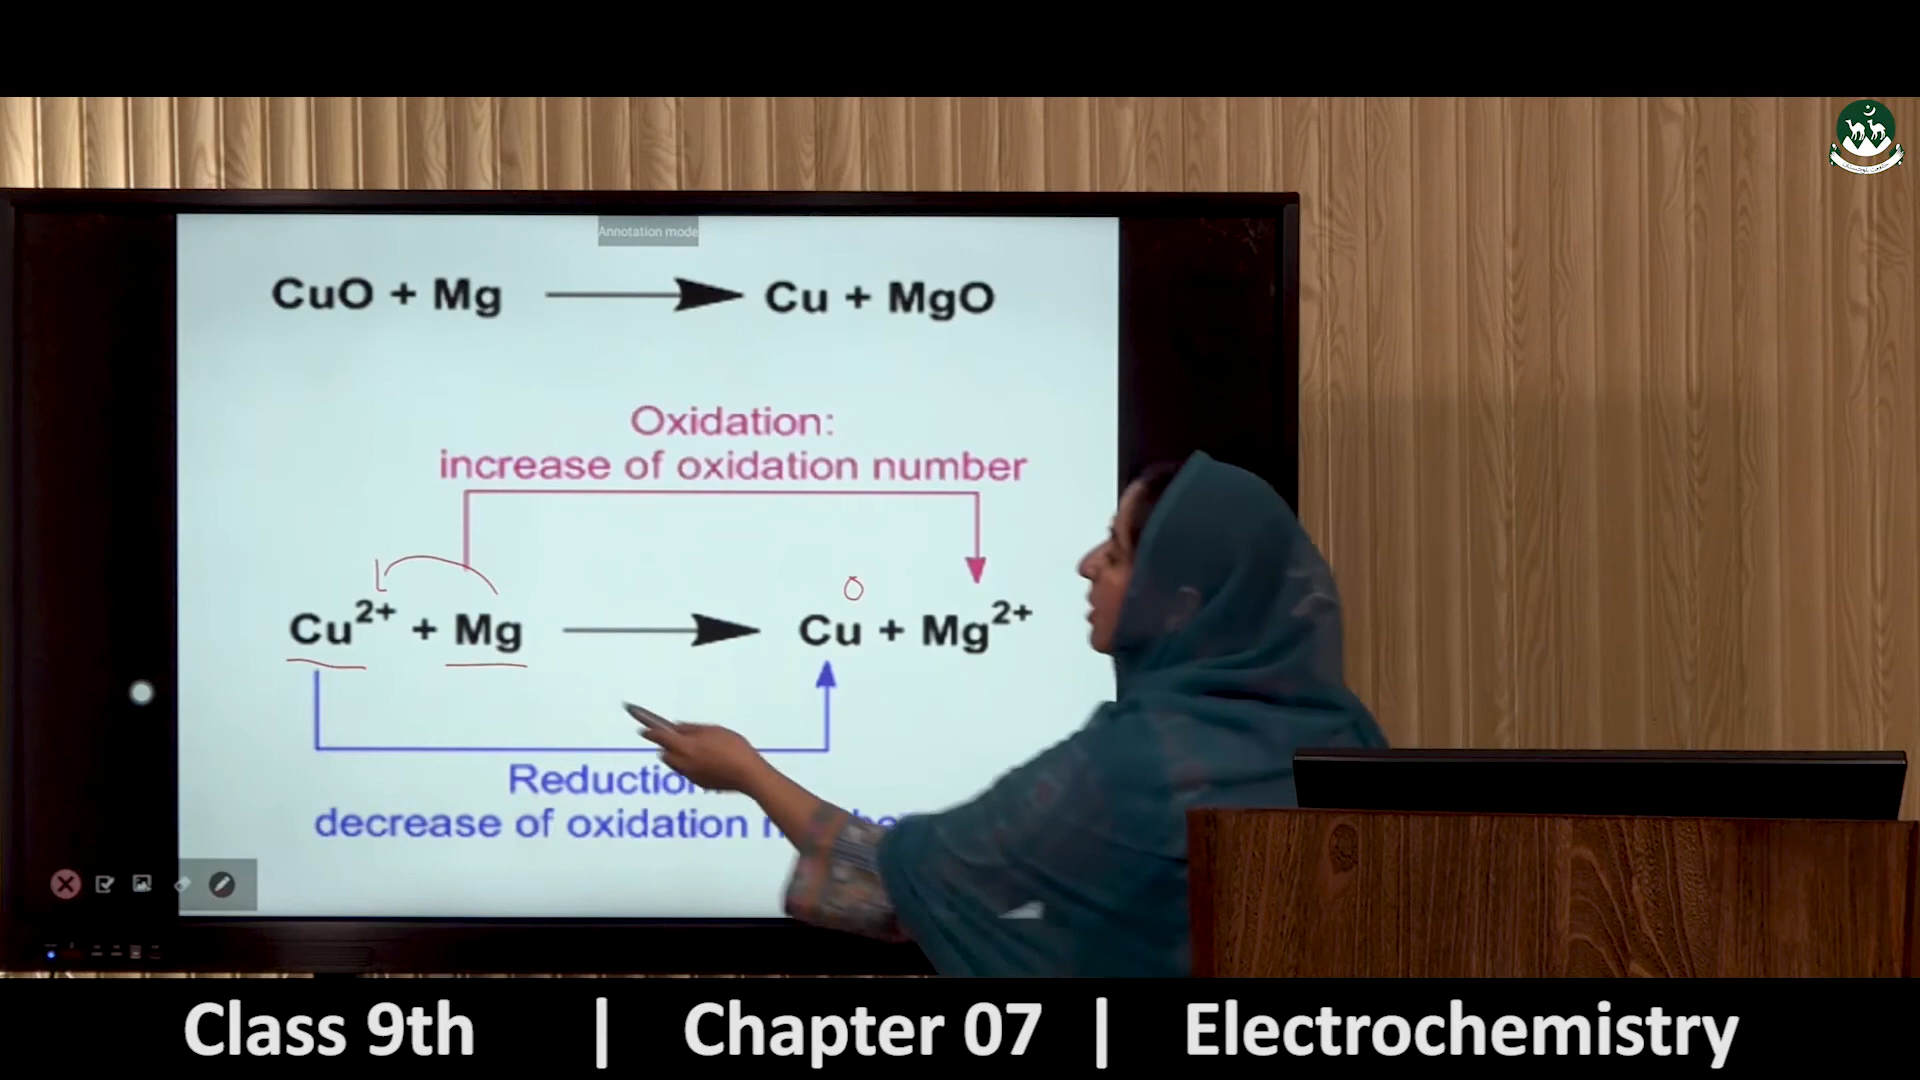 Annotation mode
CuO + Mg → Cu + MgO
Oxidation:
increase of oxidation number
0
Cu²⁺ + Mg → Cu + Mg²⁺
Reduction
decrease of oxidation
Class 9th | Chapter 07 | Electrochemistry